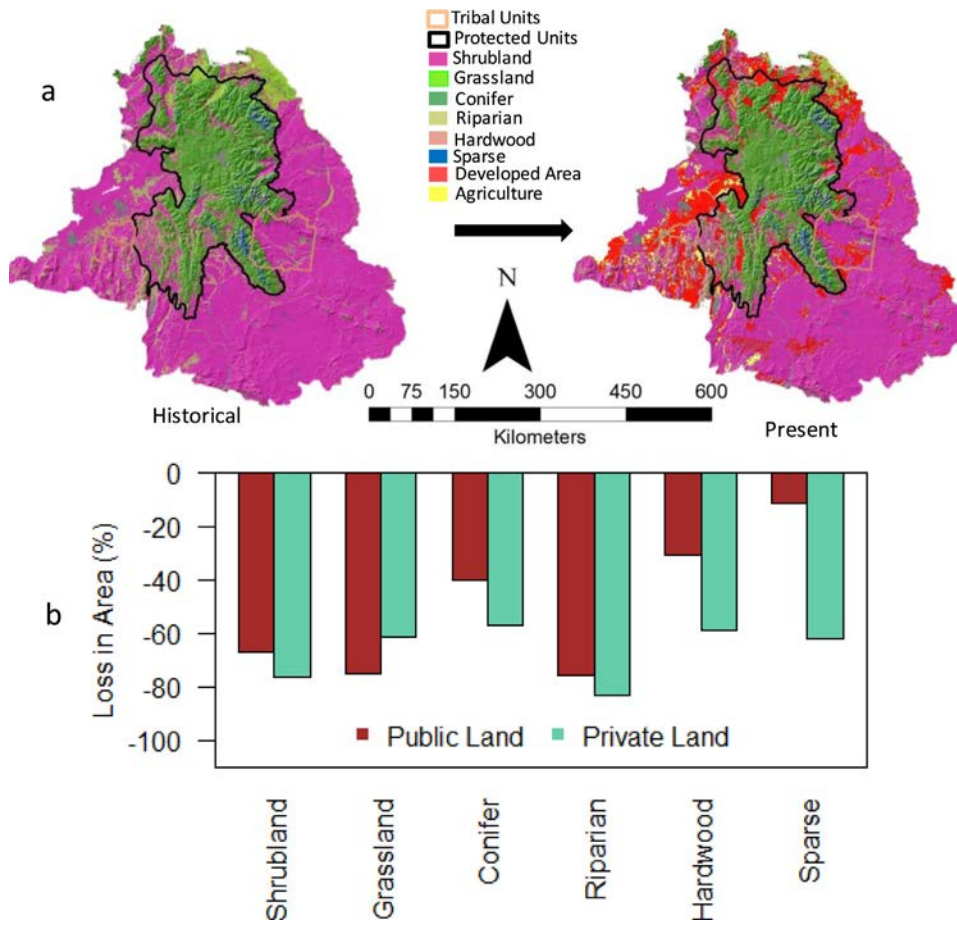 a
Tribal Units
Protected Units
Shrubland
Grassland
Conifer
Riparian
Hardwood
Sparse
Developed Area
Agriculture
N
0 75 150 300 450 600
Kilometers
Historical
Present
b
Loss in Area (%)
0
-20
-40
-60
-80
-100
Public Land Private Land
Shrubland
Grassland
Conifer
Riparian
Hardwood
Sparse